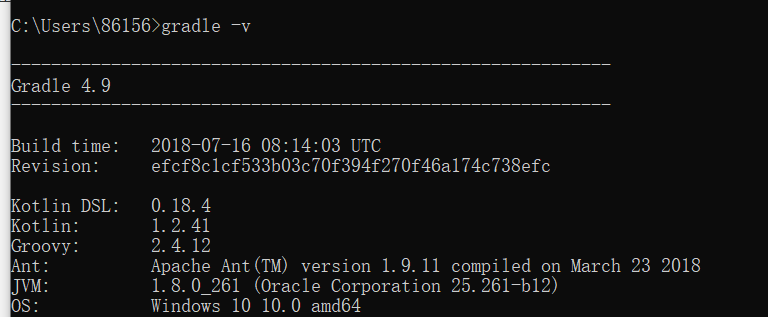 C:\Users\86156>gradle -v
------------------------------------------------------------
Gradle 4.9
------------------------------------------------------------
Build time:   2018-07-16 08:14:03 UTC
Revision:     efcf8c1cf533b03c70f394f270f46a174c738efc
Kotlin DSL:   0.18.4
Kotlin:       1.2.41
Groovy:       2.4.12
Ant:          Apache Ant(TM) version 1.9.11 compiled on March 23 2018
JVM:          1.8.0_261 (Oracle Corporation 25.261-b12)
OS:           Windows 10 10.0 amd64